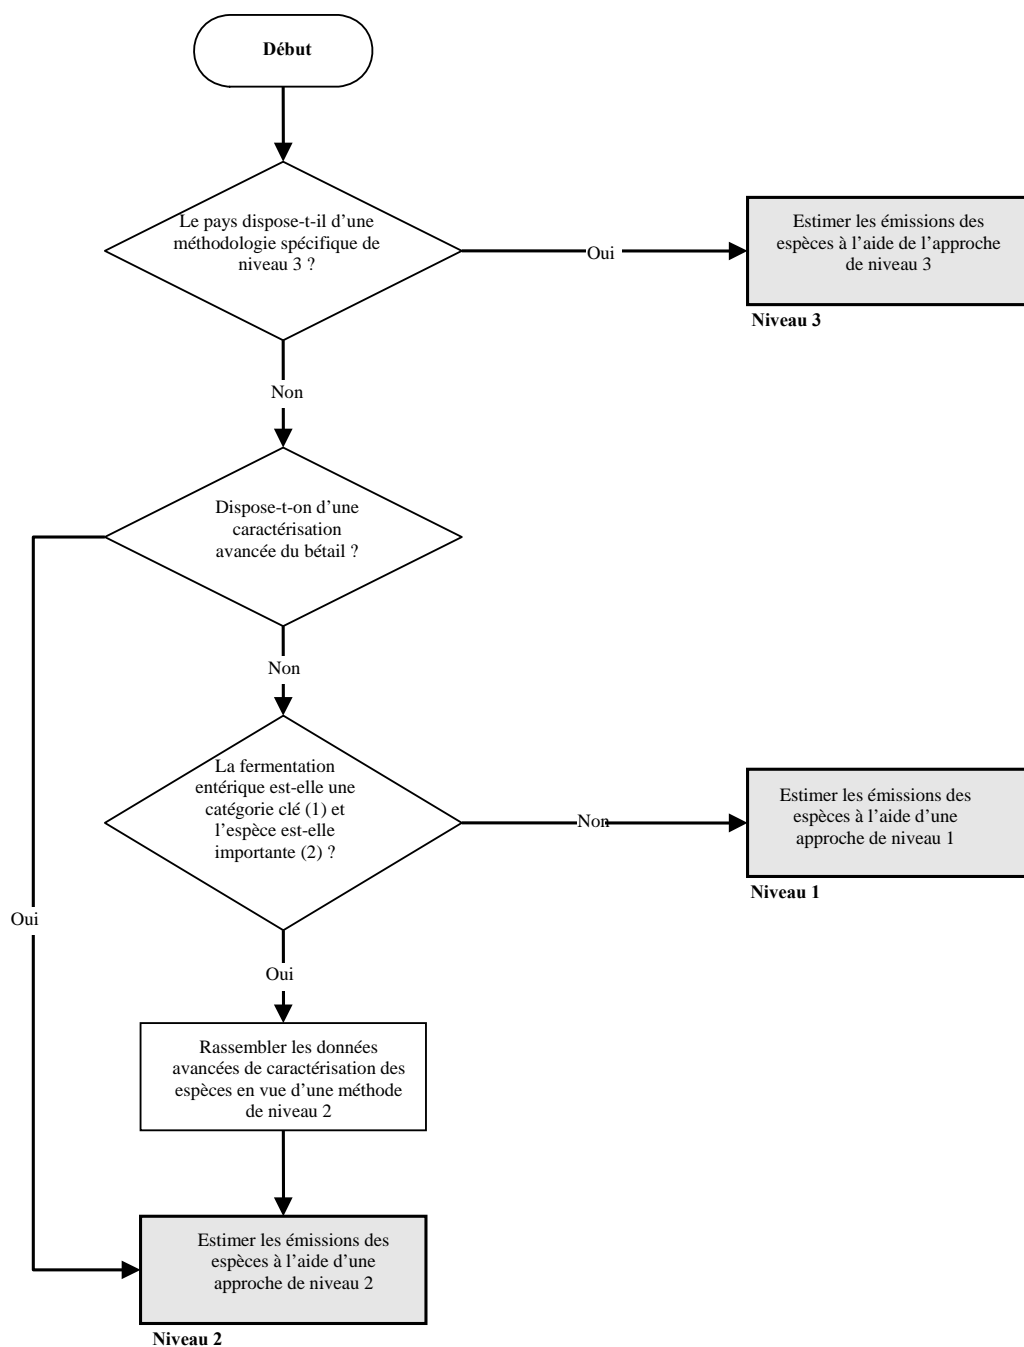 Début
Le pays dispose-t-il d’une
méthodologie spécifique de
niveau 3 ?
Oui
Estimer les émissions des
espèces à l’aide de l’approche
de niveau 3
Niveau 3
Non
Dispose-t-on d’une
caractérisation
avancée du bétail ?
Non
La fermentation
entérique est-elle une
catégorie clé (1) et
l’espèce est-elle
importante (2) ?
Non
Estimer les émissions des
espèces à l’aide d’une
approche de niveau 1
Niveau 1
Oui
Oui
Rassembler les données
avancées de caractérisation des
espèces en vue d’une méthode
de niveau 2
Estimer les émissions des
espèces à l’aide d’une
approche de niveau 2
Niveau 2